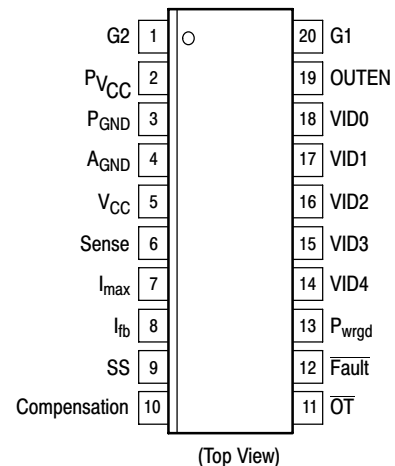 G2 1 20 G1
PVCC 2 19 OUTEN
PGND 3 18 VID0
AGND 4 17 VID1
VCC 5 16 VID2
Sense 6 15 VID3
Imax 7 14 VID4
Ifb 8 13 Pwrgd
SS 9 12 Fault
Compensation 10 11 OT
(Top View)